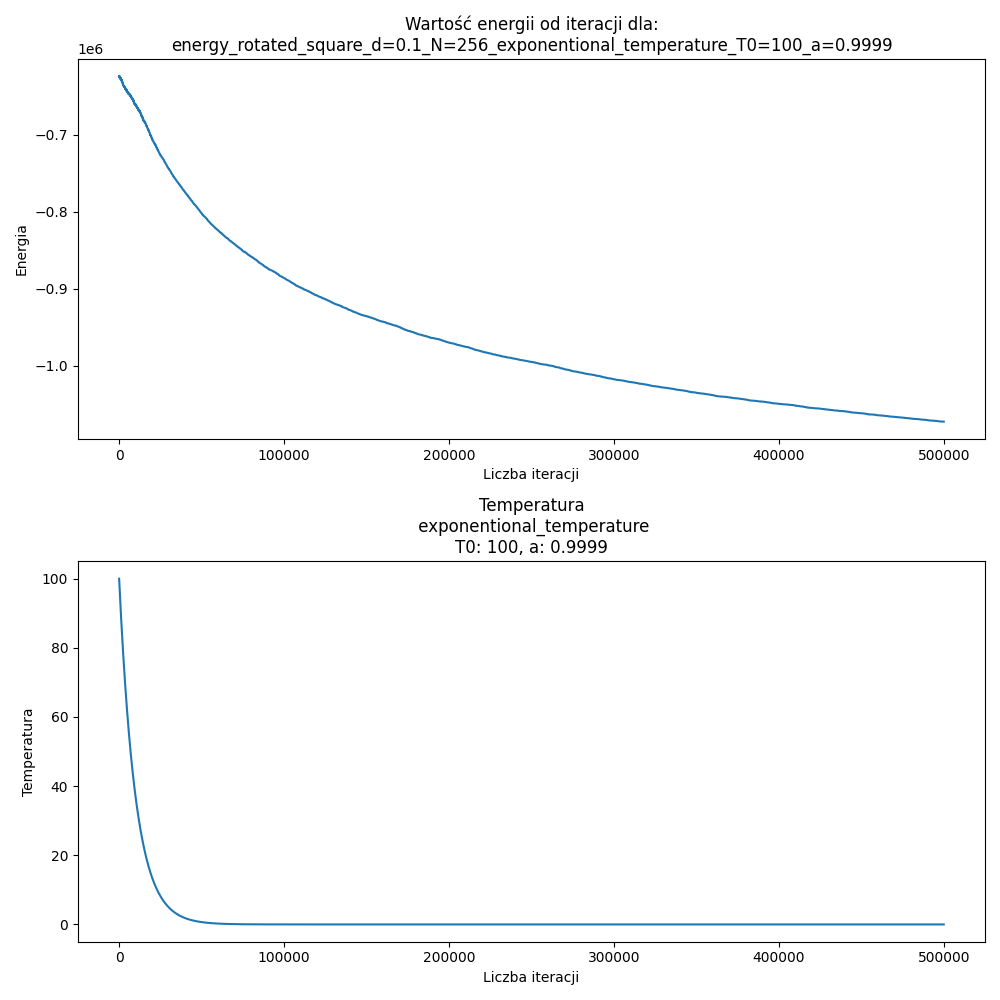 Wartość energii od iteracji dla:
energy_rotated_square_d=0.1_N=256_exponentional_temperature_T0=100_a=0.9999
1e6
−0.7
−0.8
−0.9
−1.0
Energia
0
100000
200000
300000
400000
500000
Liczba iteracji
Temperatura
exponentional_temperature
T0: 100, a: 0.9999
100
80
60
40
20
0
Temperatura
0
100000
200000
300000
400000
500000
Liczba iteracji